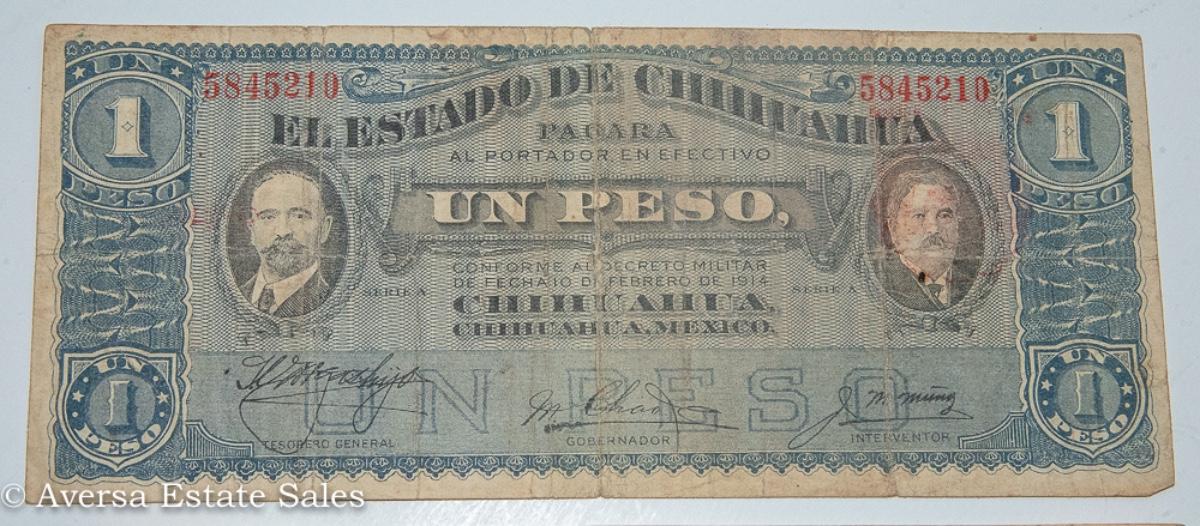 UN
1
PESO
5845210
5845210
UN
1
PESO
EL ESTADO DE CHIHUAHUA
PAGARA
AL PORTADOR EN EFECTIVO
UN PESO,
CONFORME AL DECRETO MILITAR
DE FECHA 10 DE FEBRERO DE 1914
SERIE A
SERIE A
CHIHUAHUA,
CHIHUAHUA, MEXICO.
UN PESO
UN
1
PESO
TESORERO GENERAL
GOBERNADOR
INTERVENTOR
UN
1
PESO
© Aversa Estate Sales